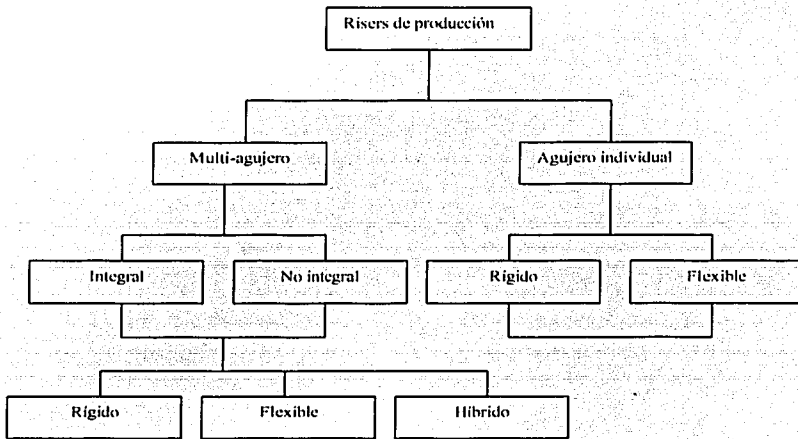 Risers de producción
Multi-agujero
Agujero individual
Integral
No integral
Rígido
Flexible
Rígido
Flexible
Híbrido